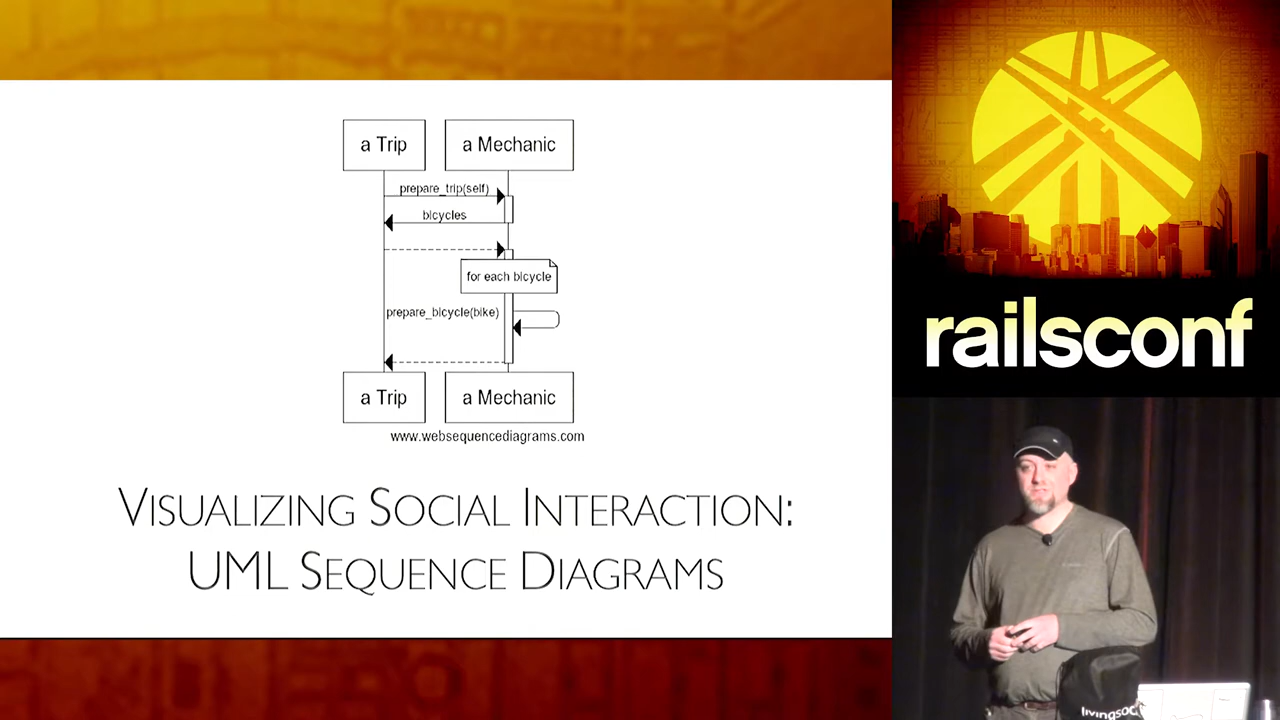 a Trip
a Mechanic
prepare_trip(self)
bicycles
for each bicycle
prepare_bicycle(bike)
a Trip
a Mechanic
www.websequencediagrams.com
VISUALIZING SOCIAL INTERACTION:
UML SEQUENCE DIAGRAMS
railsconf
livingsoc